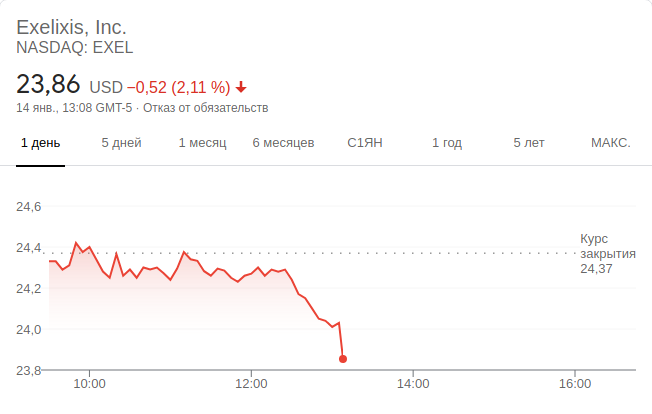 Exelixis, Inc.
NASDAQ: EXEL
23,86 USD −0,52 (2,11 %)
14 янв., 13:08 GMT-5 · Отказ от обязательств
1 день 5 дней 1 месяц 6 месяцев С1ЯН 1 год 5 лет МАКС.
24,6
24,4
24,2
24,0
23,8
Курс
закрытия
24,37
10:00 12:00 14:00 16:00